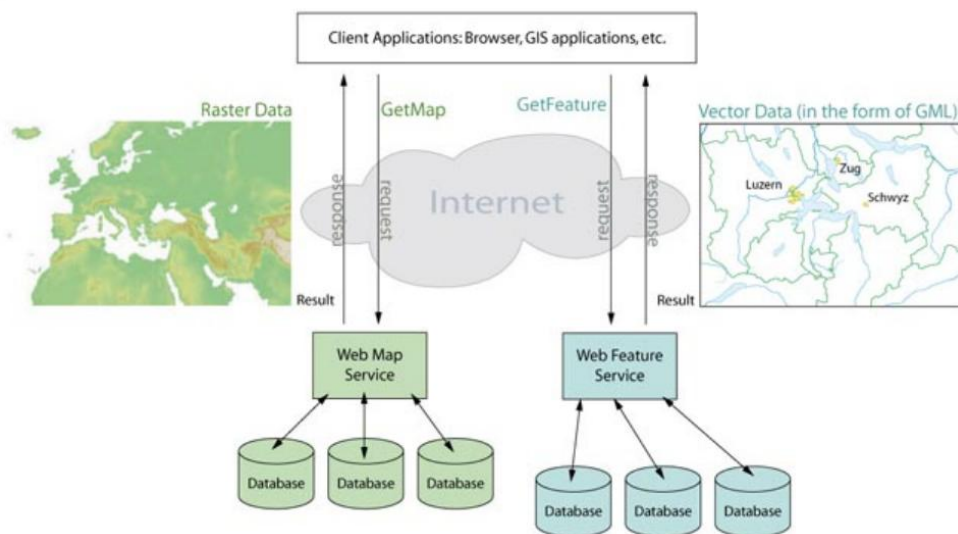 Client Applications: Browser, GIS applications, etc.
Raster Data
GetMap
GetFeature
Vector Data (in the form of GML)
response
request
Internet
request
response
Luzern
Zug
Schwyz
Result
Result
Web Map
Service
Web Feature
Service
Database
Database
Database
Database
Database
Database